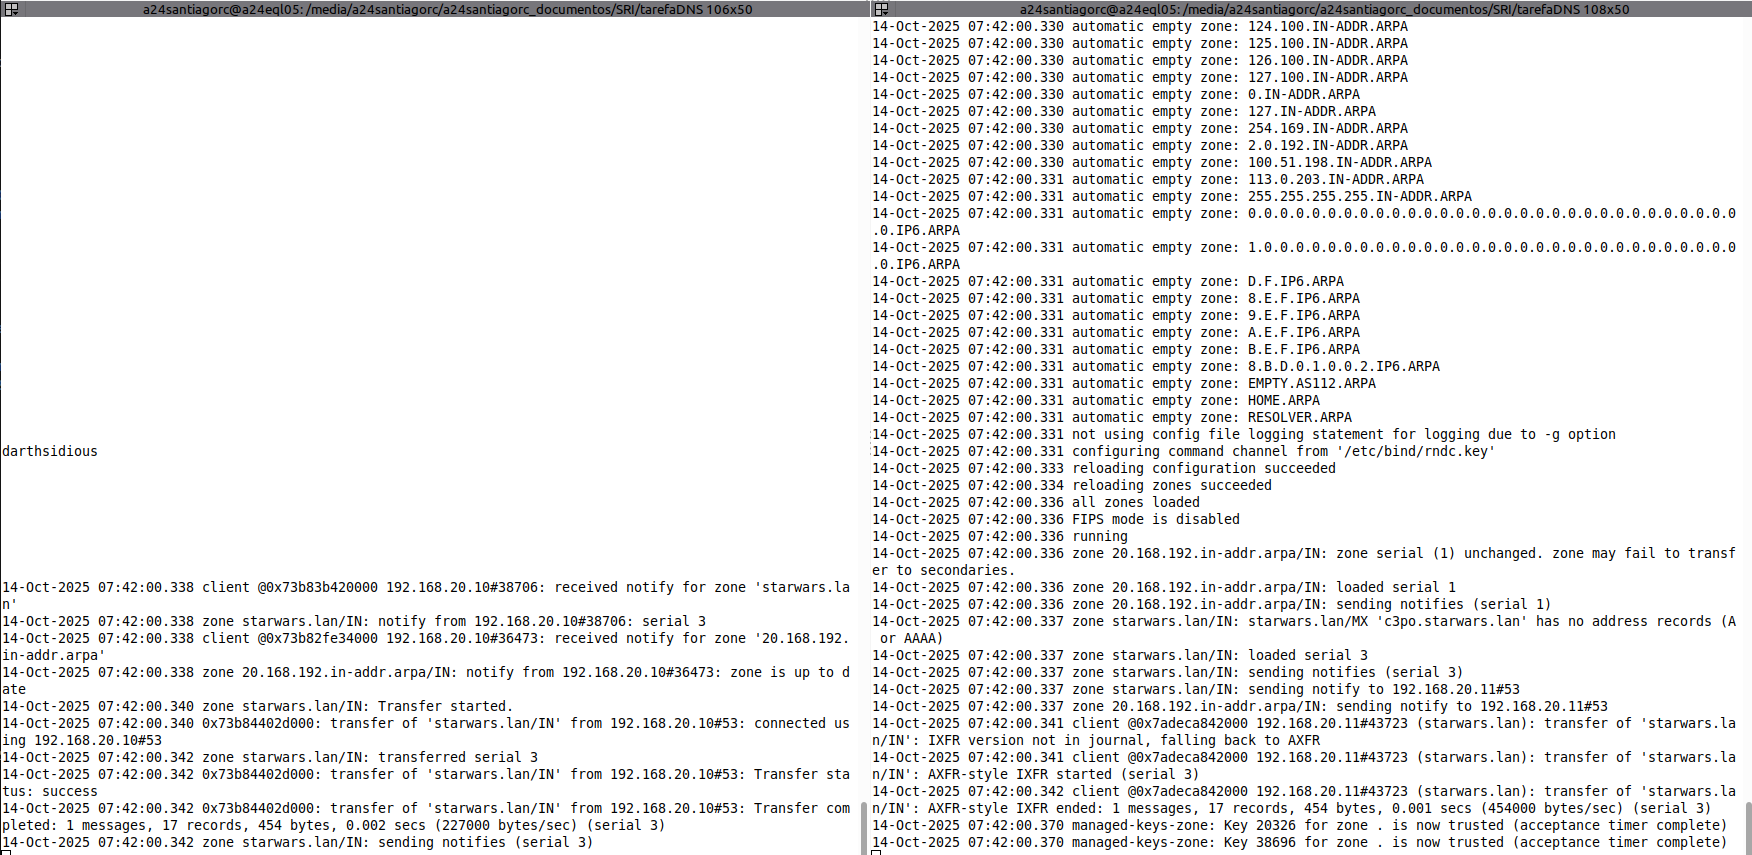 a24santiagorc@a24eql05: /media/a24santiagorc/a24santiagorc_documentos/SRI/tarefaDNS 106x50
darthsidious
14-Oct-2025 07:42:00.338 client @0x73b83b420000 192.168.20.10#38706: received notify for zone 'starwars.la
n'
14-Oct-2025 07:42:00.338 zone starwars.lan/IN: notify from 192.168.20.10#38706: serial 3
14-Oct-2025 07:42:00.338 client @0x73b82fe34000 192.168.20.10#36473: received notify for zone '20.168.192.
in-addr.arpa'
14-Oct-2025 07:42:00.338 zone 20.168.192.in-addr.arpa/IN: notify from 192.168.20.10#36473: zone is up to d
ate
14-Oct-2025 07:42:00.340 zone starwars.lan/IN: Transfer started.
14-Oct-2025 07:42:00.340 0x73b84402d000: transfer of 'starwars.lan/IN' from 192.168.20.10#53: connected us
ing 192.168.20.10#53
14-Oct-2025 07:42:00.342 zone starwars.lan/IN: transferred serial 3
14-Oct-2025 07:42:00.342 0x73b84402d000: transfer of 'starwars.lan/IN' from 192.168.20.10#53: Transfer sta
tus: success
14-Oct-2025 07:42:00.342 0x73b84402d000: transfer of 'starwars.lan/IN' from 192.168.20.10#53: Transfer com
pleted: 1 messages, 17 records, 454 bytes, 0.002 secs (227000 bytes/sec) (serial 3)
14-Oct-2025 07:42:00.342 zone starwars.lan/IN: sending notifies (serial 3)
a24santiagorc@a24eql05: /media/a24santiagorc/a24santiagorc_documentos/SRI/tarefaDNS 108x50
14-Oct-2025 07:42:00.330 automatic empty zone: 124.100.IN-ADDR.ARPA
14-Oct-2025 07:42:00.330 automatic empty zone: 125.100.IN-ADDR.ARPA
14-Oct-2025 07:42:00.330 automatic empty zone: 126.100.IN-ADDR.ARPA
14-Oct-2025 07:42:00.330 automatic empty zone: 127.100.IN-ADDR.ARPA
14-Oct-2025 07:42:00.330 automatic empty zone: 0.IN-ADDR.ARPA
14-Oct-2025 07:42:00.330 automatic empty zone: 127.IN-ADDR.ARPA
14-Oct-2025 07:42:00.330 automatic empty zone: 254.169.IN-ADDR.ARPA
14-Oct-2025 07:42:00.330 automatic empty zone: 2.0.192.IN-ADDR.ARPA
14-Oct-2025 07:42:00.330 automatic empty zone: 100.51.198.IN-ADDR.ARPA
14-Oct-2025 07:42:00.331 automatic empty zone: 113.0.203.IN-ADDR.ARPA
14-Oct-2025 07:42:00.331 automatic empty zone: 255.255.255.255.IN-ADDR.ARPA
14-Oct-2025 07:42:00.331 automatic empty zone: 0.0.0.0.0.0.0.0.0.0.0.0.0.0.0.0.0.0.0.0.0.0.0.0.0.0.0.0.0.0.0
.0.IP6.ARPA
14-Oct-2025 07:42:00.331 automatic empty zone: 1.0.0.0.0.0.0.0.0.0.0.0.0.0.0.0.0.0.0.0.0.0.0.0.0.0.0.0.0.0.0
.0.IP6.ARPA
14-Oct-2025 07:42:00.331 automatic empty zone: D.F.IP6.ARPA
14-Oct-2025 07:42:00.331 automatic empty zone: 8.E.F.IP6.ARPA
14-Oct-2025 07:42:00.331 automatic empty zone: 9.E.F.IP6.ARPA
14-Oct-2025 07:42:00.331 automatic empty zone: A.E.F.IP6.ARPA
14-Oct-2025 07:42:00.331 automatic empty zone: B.E.F.IP6.ARPA
14-Oct-2025 07:42:00.331 automatic empty zone: 8.B.D.0.1.0.0.2.IP6.ARPA
14-Oct-2025 07:42:00.331 automatic empty zone: EMPTY.AS112.ARPA
14-Oct-2025 07:42:00.331 automatic empty zone: HOME.ARPA
14-Oct-2025 07:42:00.331 automatic empty zone: RESOLVER.ARPA
14-Oct-2025 07:42:00.331 not using config file logging statement for logging due to -g option
14-Oct-2025 07:42:00.331 configuring command channel from '/etc/bind/rndc.key'
14-Oct-2025 07:42:00.333 reloading configuration succeeded
14-Oct-2025 07:42:00.334 reloading zones succeeded
14-Oct-2025 07:42:00.336 all zones loaded
14-Oct-2025 07:42:00.336 FIPS mode is disabled
14-Oct-2025 07:42:00.336 running
14-Oct-2025 07:42:00.336 zone 20.168.192.in-addr.arpa/IN: zone serial (1) unchanged. zone may fail to transf
er to secondaries.
14-Oct-2025 07:42:00.336 zone 20.168.192.in-addr.arpa/IN: loaded serial 1
14-Oct-2025 07:42:00.336 zone 20.168.192.in-addr.arpa/IN: sending notifies (serial 1)
14-Oct-2025 07:42:00.337 zone starwars.lan/IN: starwars.lan/MX 'c3po.starwars.lan' has no address records (A
 or AAAA)
14-Oct-2025 07:42:00.337 zone starwars.lan/IN: loaded serial 3
14-Oct-2025 07:42:00.337 zone starwars.lan/IN: sending notifies (serial 3)
14-Oct-2025 07:42:00.337 zone starwars.lan/IN: sending notify to 192.168.20.11#53
14-Oct-2025 07:42:00.337 zone 20.168.192.in-addr.arpa/IN: sending notify to 192.168.20.11#53
14-Oct-2025 07:42:00.341 client @0x7adeca842000 192.168.20.11#43723 (starwars.lan): transfer of 'starwars.la
n/IN': IXFR version not in journal, falling back to AXFR
14-Oct-2025 07:42:00.341 client @0x7adeca842000 192.168.20.11#43723 (starwars.lan): transfer of 'starwars.la
n/IN': AXFR-style IXFR started (serial 3)
14-Oct-2025 07:42:00.342 client @0x7adeca842000 192.168.20.11#43723 (starwars.lan): transfer of 'starwars.la
n/IN': AXFR-style IXFR ended: 1 messages, 17 records, 454 bytes, 0.001 secs (454000 bytes/sec) (serial 3)
14-Oct-2025 07:42:00.370 managed-keys-zone: Key 20326 for zone . is now trusted (acceptance timer complete)
14-Oct-2025 07:42:00.370 managed-keys-zone: Key 38696 for zone . is now trusted (acceptance timer complete)